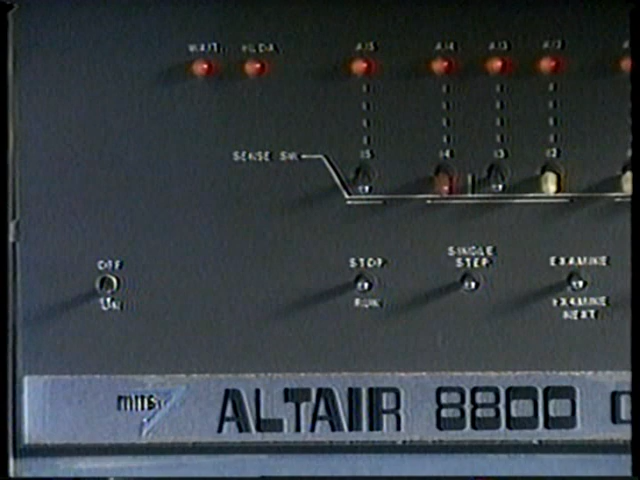 WAIT HLDA A15 A14 A13 A12
SENSE SW. 15 14 13 12
OFF
ON
STOP
RUN
SINGLE
STEP
EXAMINE
EXAMINE
NEXT
mits
ALTAIR 8800